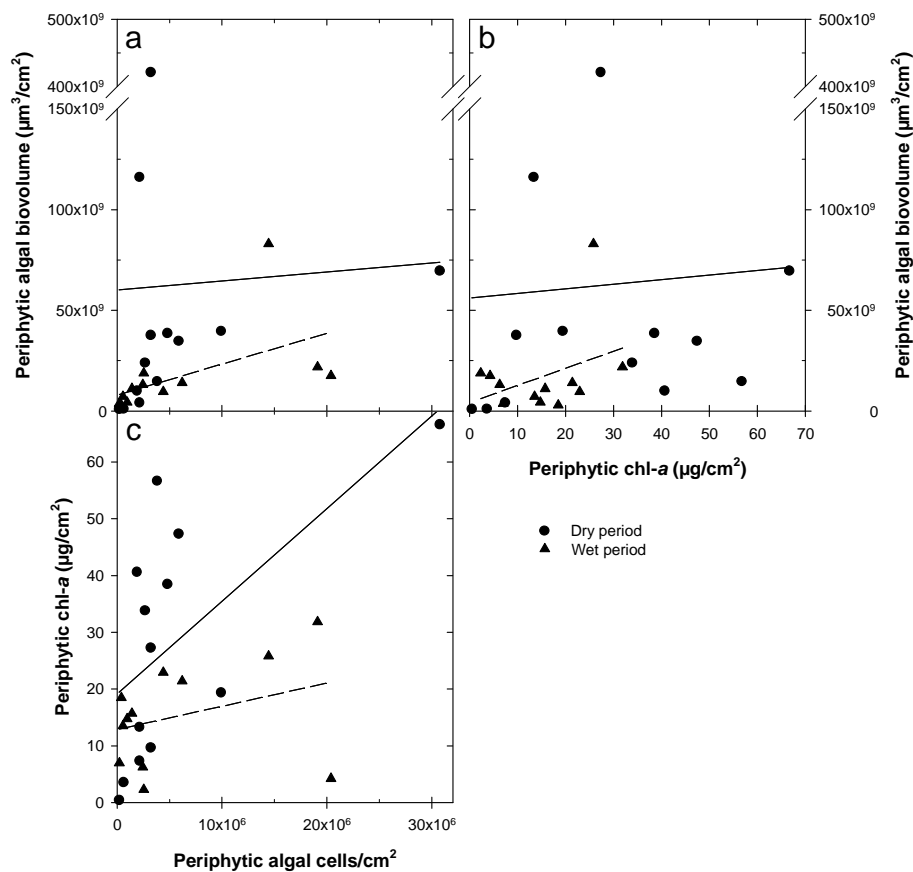 a
b
500x10⁹
400x10⁹
150x10⁹
100x10⁹
50x10⁹
0
Periphytic algal biovolume (µm³/cm²)
500x10⁹
400x10⁹
150x10⁹
100x10⁹
50x10⁹
0
Periphytic algal biovolume (µm³/cm²)
0 10 20 30 40 50 60 70
Periphytic chl-a (µg/cm²)
c
60
50
40
30
20
10
0
Periphytic chl-a (µg/cm²)
Dry period
Wet period
0 10x10⁶ 20x10⁶ 30x10⁶
Periphytic algal cells/cm²